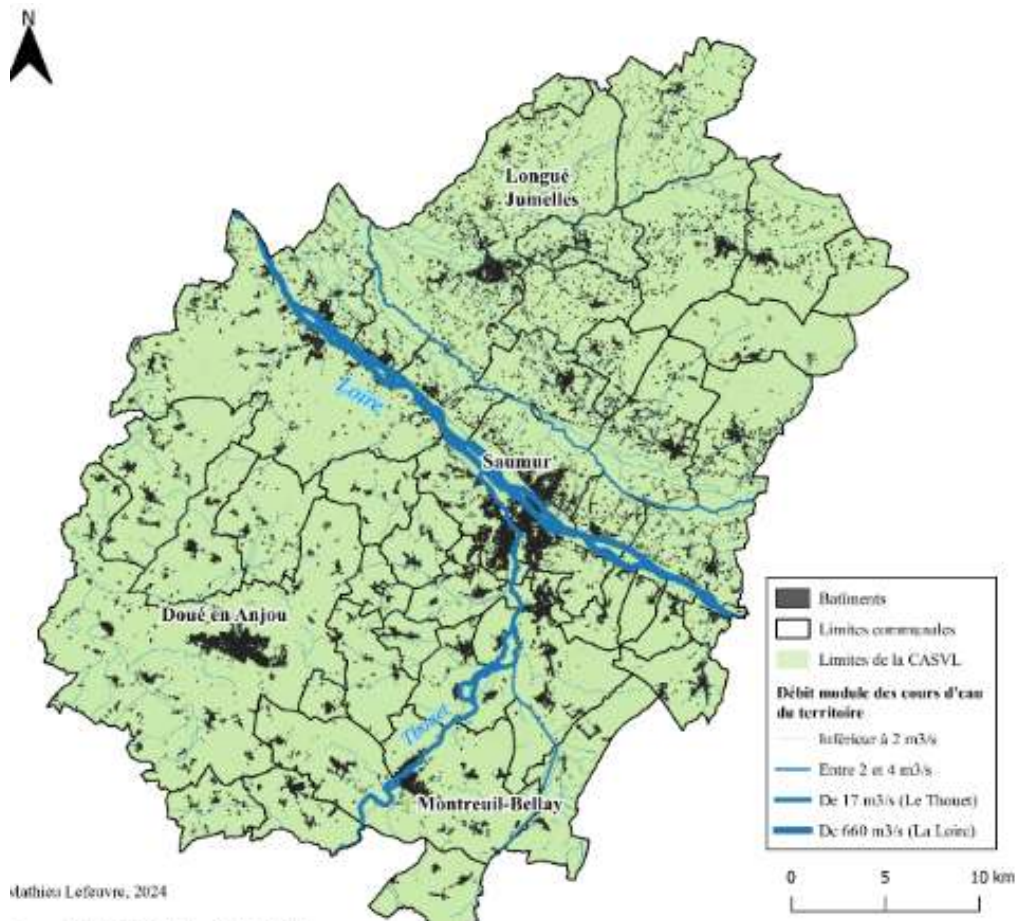 N
Longué
Jumelles
Loire
Saumur
Doué en Anjou
Thouet
Montreuil-Bellay
Batiments
Limites communales
Limites de la CASVL
Débit module des cours d'eau
du territoire
Inférieur à 2 m3/s
Entre 2 et 4 m3/s
De 17 m3/s (Le Thouet)
De 660 m3/s (La Loire)
Mathieu Lefeuvre, 2024
0 5 10 km